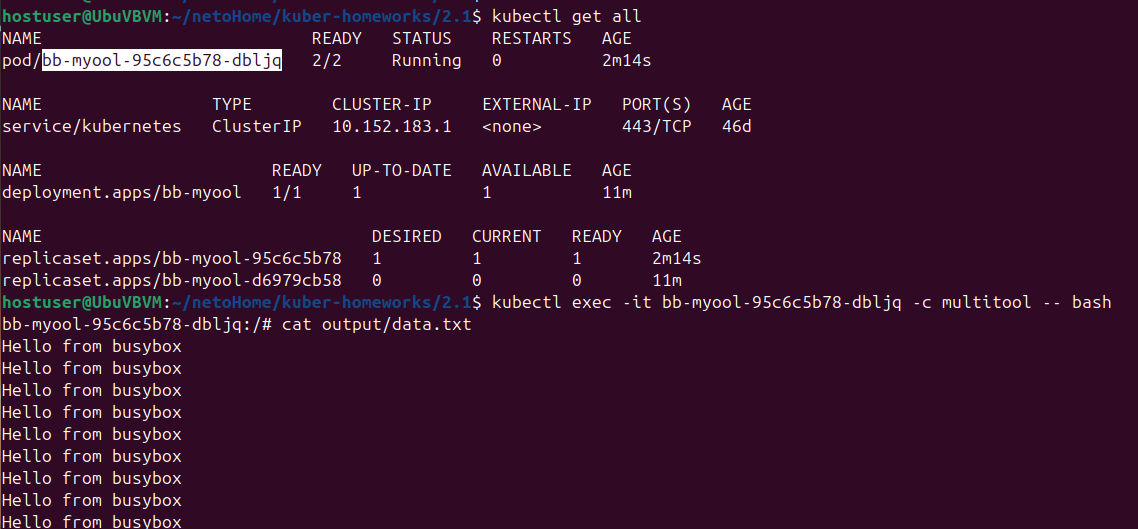 hostuser@UbuVBVM:~/netoHome/kuber-homeworks/2.1$ kubectl get all
NAME                           READY   STATUS    RESTARTS   AGE
pod/bb-myool-95c6c5b78-dbljq   2/2     Running   0          2m14s

NAME                 TYPE        CLUSTER-IP     EXTERNAL-IP   PORT(S)   AGE
service/kubernetes   ClusterIP   10.152.183.1   <none>        443/TCP   46d

NAME                       READY   UP-TO-DATE   AVAILABLE   AGE
deployment.apps/bb-myool   1/1     1            1           11m

NAME                                 DESIRED   CURRENT   READY   AGE
replicaset.apps/bb-myool-95c6c5b78   1         1         1       2m14s
replicaset.apps/bb-myool-d6979cb58   0         0         0       11m
hostuser@UbuVBVM:~/netoHome/kuber-homeworks/2.1$ kubectl exec -it bb-myool-95c6c5b78-dbljq -c multitool -- bash
bb-myool-95c6c5b78-dbljq:/# cat output/data.txt
Hello from busybox
Hello from busybox
Hello from busybox
Hello from busybox
Hello from busybox
Hello from busybox
Hello from busybox
Hello from busybox
Hello from busybox